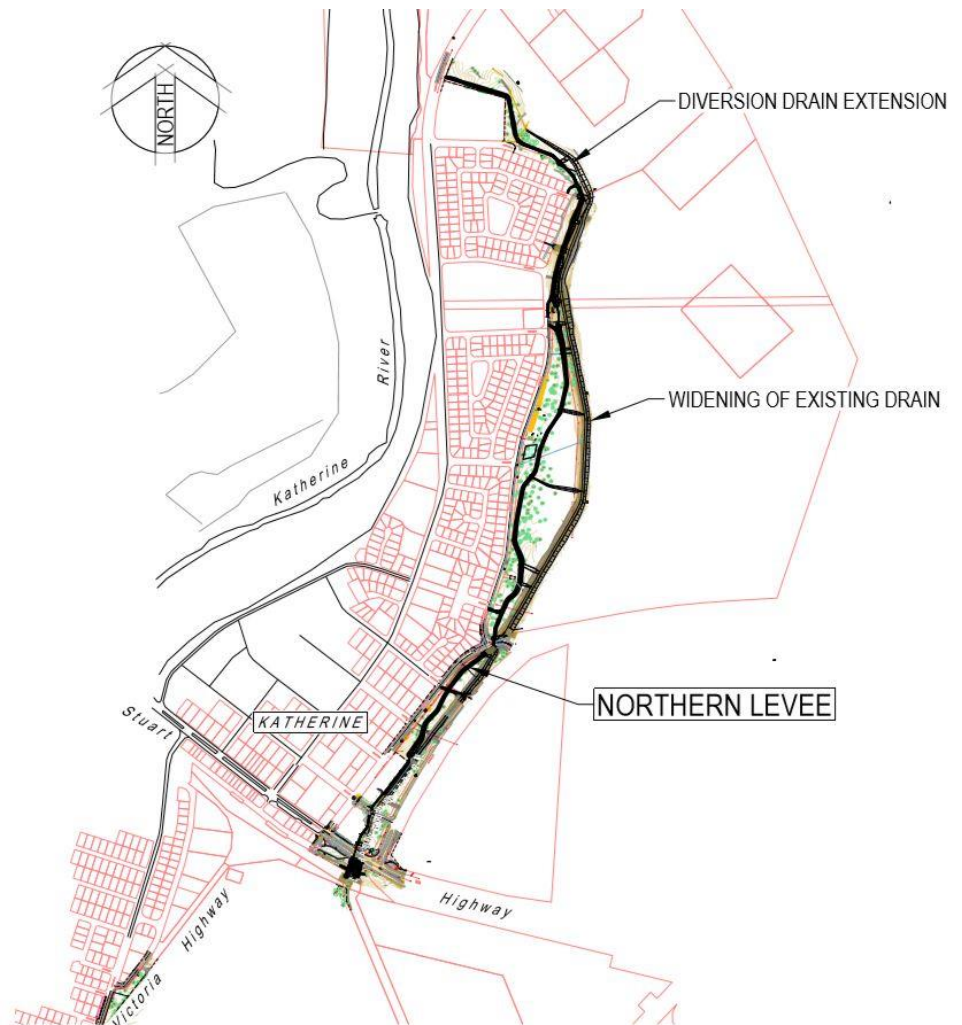 NORTH
DIVERSION DRAIN EXTENSION
River
WIDENING OF EXISTING DRAIN
Katherine
NORTHERN LEVEE
KATHERINE
Stuart
Highway
Highway
Victoria